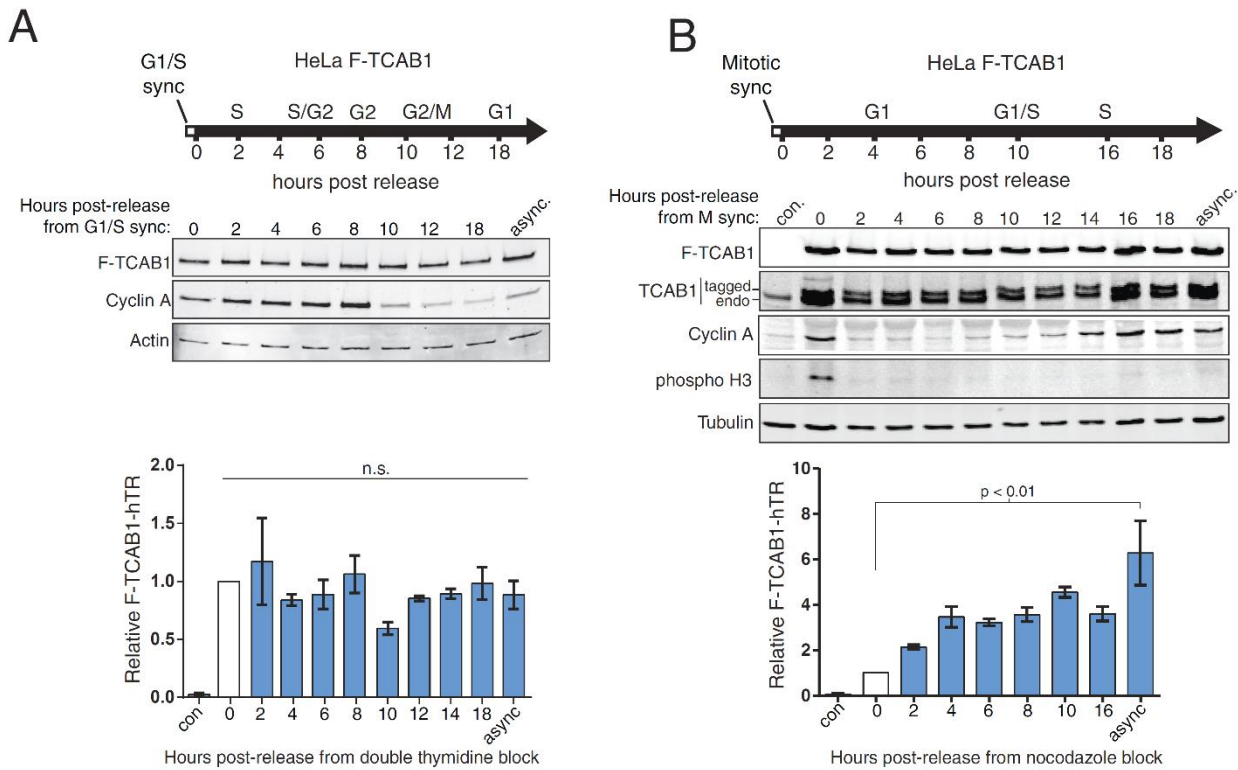 A
G1/S
sync
HeLa F-TCAB1
S S/G2 G2 G2/M G1
0 2 4 6 8 10 12 18
hours post release
Hours post-release
from G1/S sync: 0 2 4 6 8 10 12 18 async.
F-TCAB1
Cyclin A
Actin
n.s.
2.0
1.5
1.0
0.5
0.0
Relative F-TCAB1-hTR
con 0 2 4 6 8 10 12 14 18 async
Hours post-release from double thymidine block
B
Mitotic
sync
HeLa F-TCAB1
G1 G1/S S
0 2 4 6 8 10 16 18
hours post release
Hours post-release
from M sync: con. 0 2 4 6 8 10 12 14 16 18 async.
F-TCAB1
TCAB1 tagged
endo
Cyclin A
phospho H3
Tubulin
p < 0.01
10
8
6
4
2
0
Relative F-TCAB1-hTR
con 0 2 4 6 8 10 16 async
Hours post-release from nocodazole block